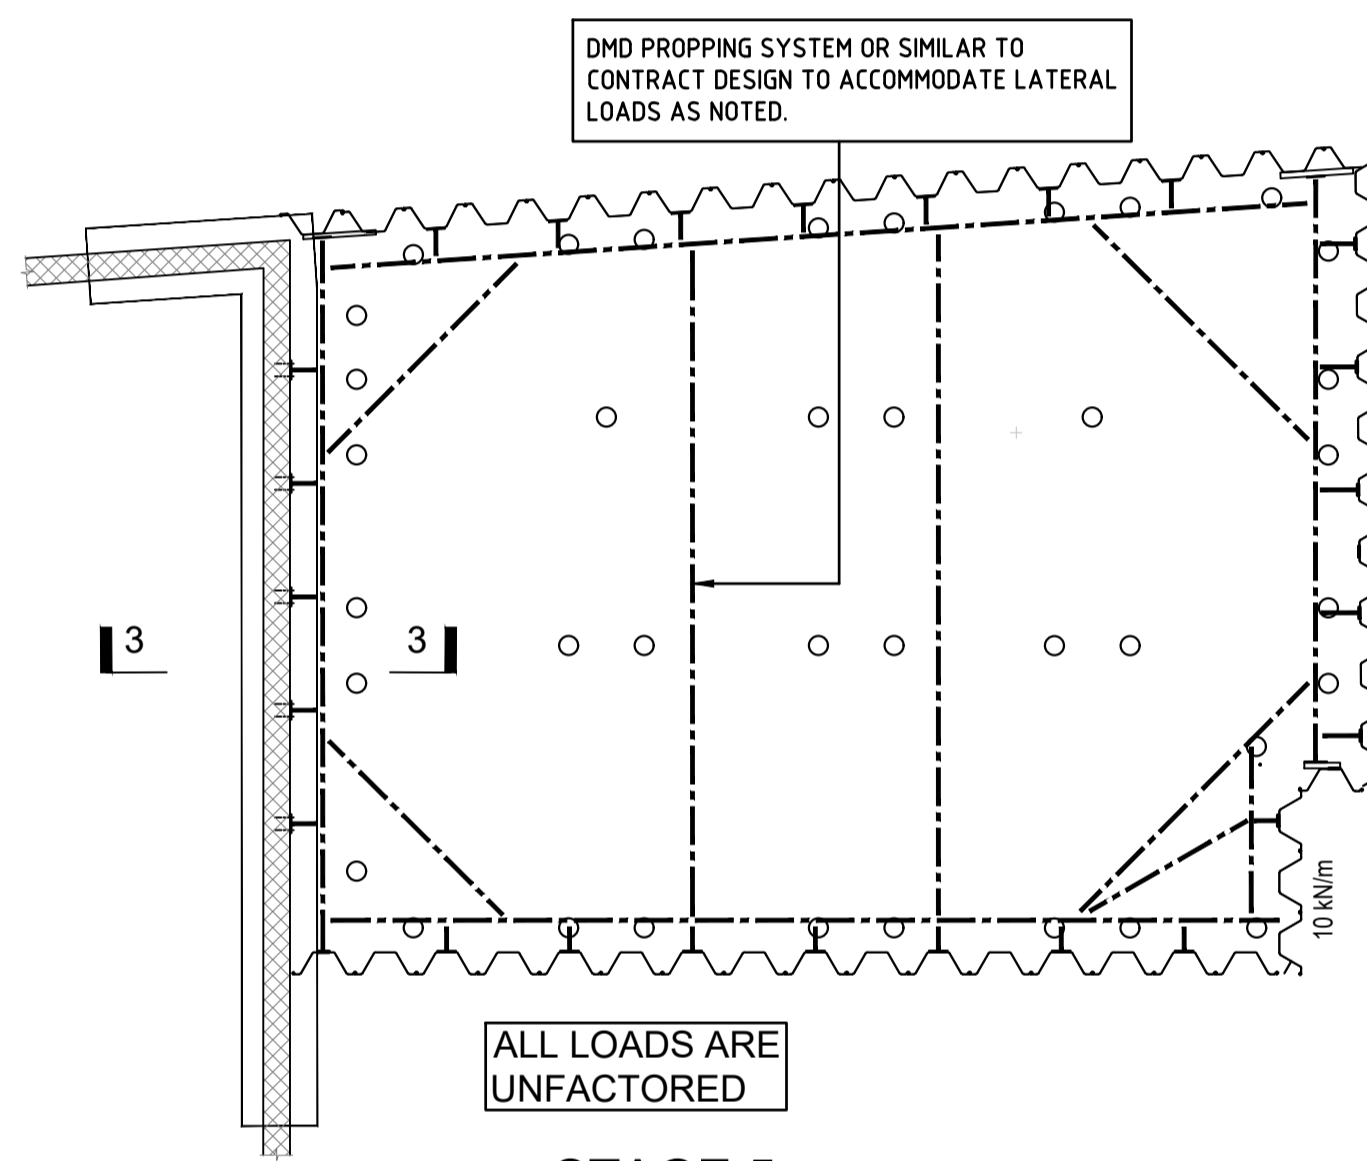 DMD PROPPING SYSTEM OR SIMILAR TO
CONTRACT DESIGN TO ACCOMMODATE LATERAL
LOADS AS NOTED.
3
3
10 kN/m
ALL LOADS ARE
UNFACTORED